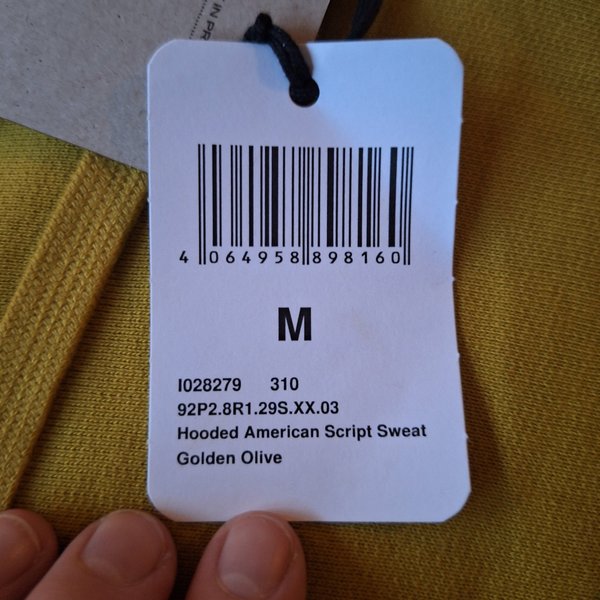 4 064958 898160
M
I028279 310
92P2.8R1.29S.XX.03
Hooded American Script Sweat
Golden Olive